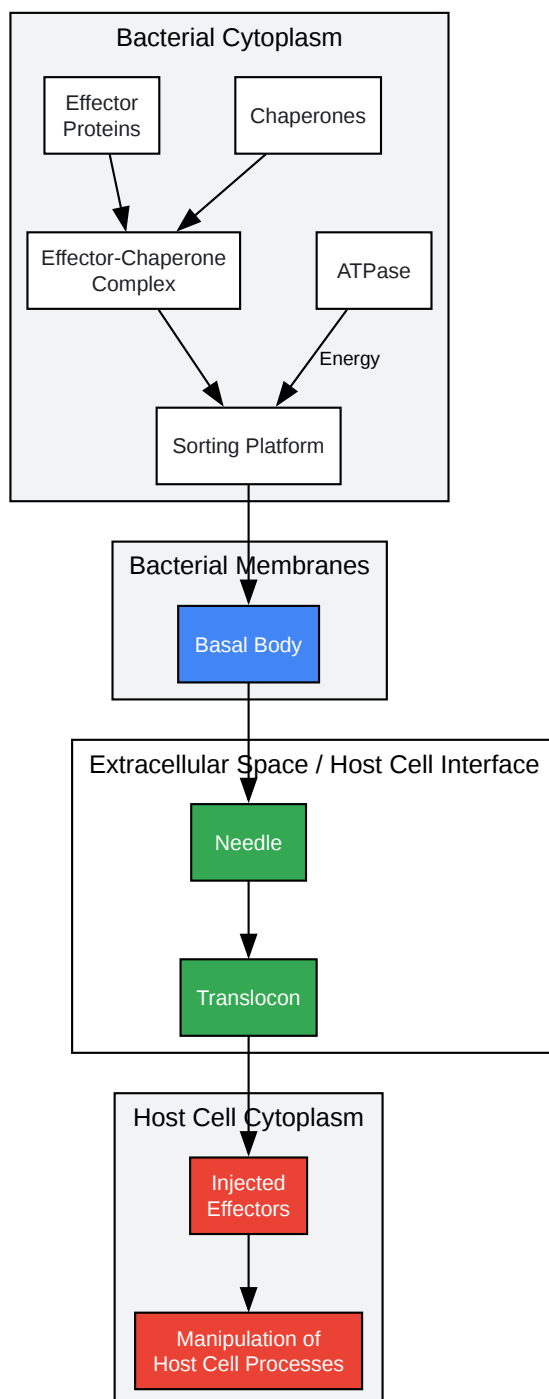 Bacterial Cytoplasm
Effector
Proteins
Chaperones
Effector-Chaperone
Complex
ATPase
Energy
Sorting Platform
Bacterial Membranes
Basal Body
Extracellular Space / Host Cell Interface
Needle
Translocon
Host Cell Cytoplasm
Injected
Effectors
Manipulation of
Host Cell Processes